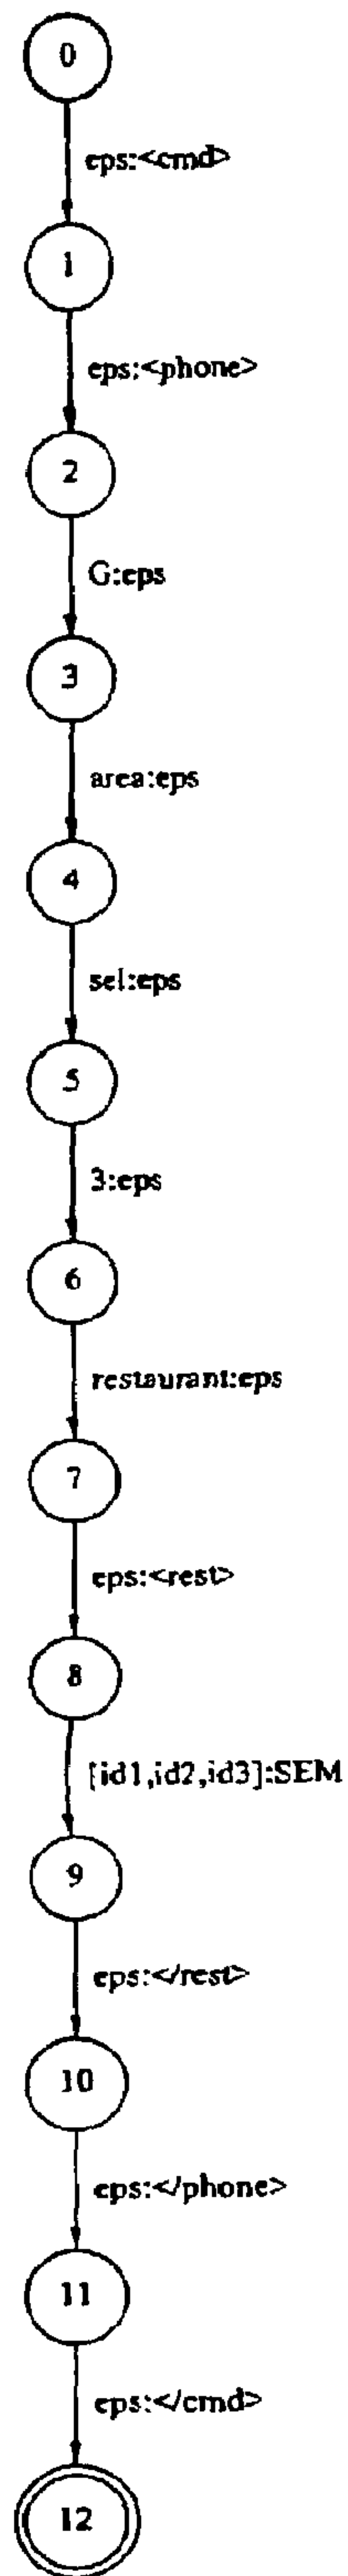 0
eps:<cmd>
1
eps:<phone>
2
G:eps
3
area:eps
4
sel:eps
5
3:eps
6
restaurant:eps
7
eps:<rest>
8
[id1,id2,id3]:SEM
9
eps:</rest>
10
eps:</phone>
11
eps:</cmd>
12